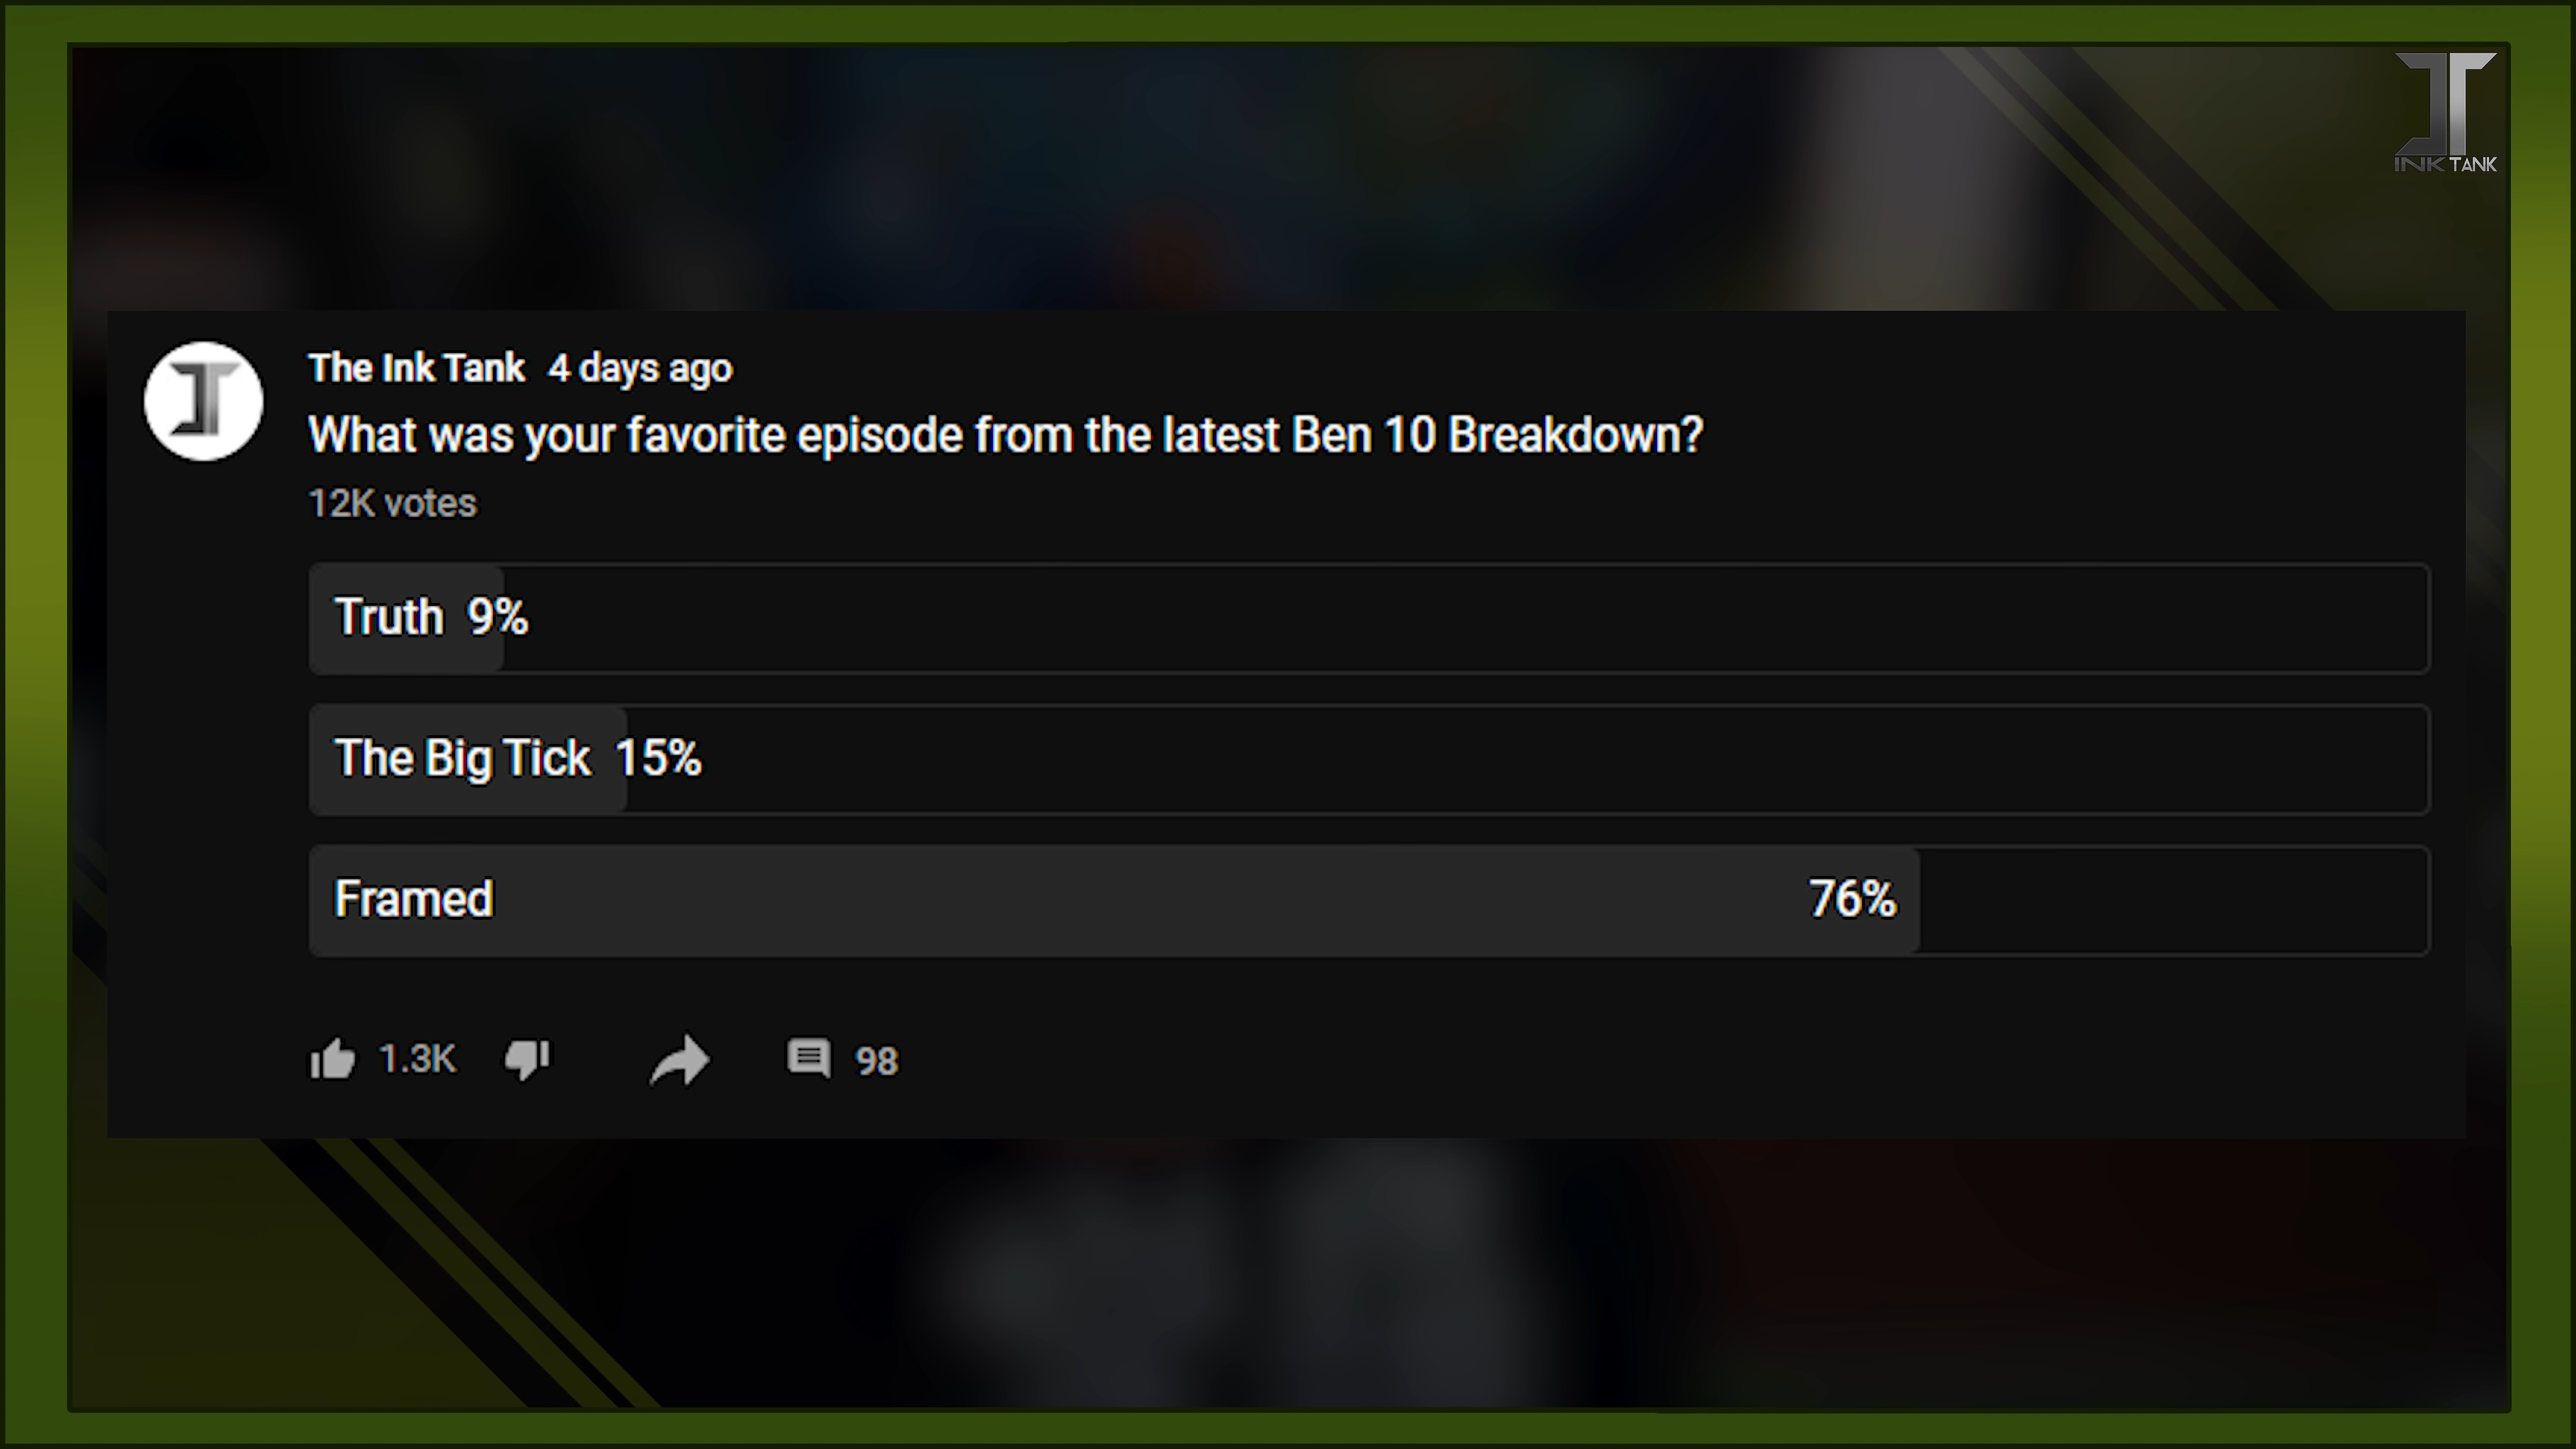 INK TANK
The Ink Tank 4 days ago
What was your favorite episode from the latest Ben 10 Breakdown?
12K votes
Truth 9%
The Big Tick 15%
Framed 76%
1.3K 98